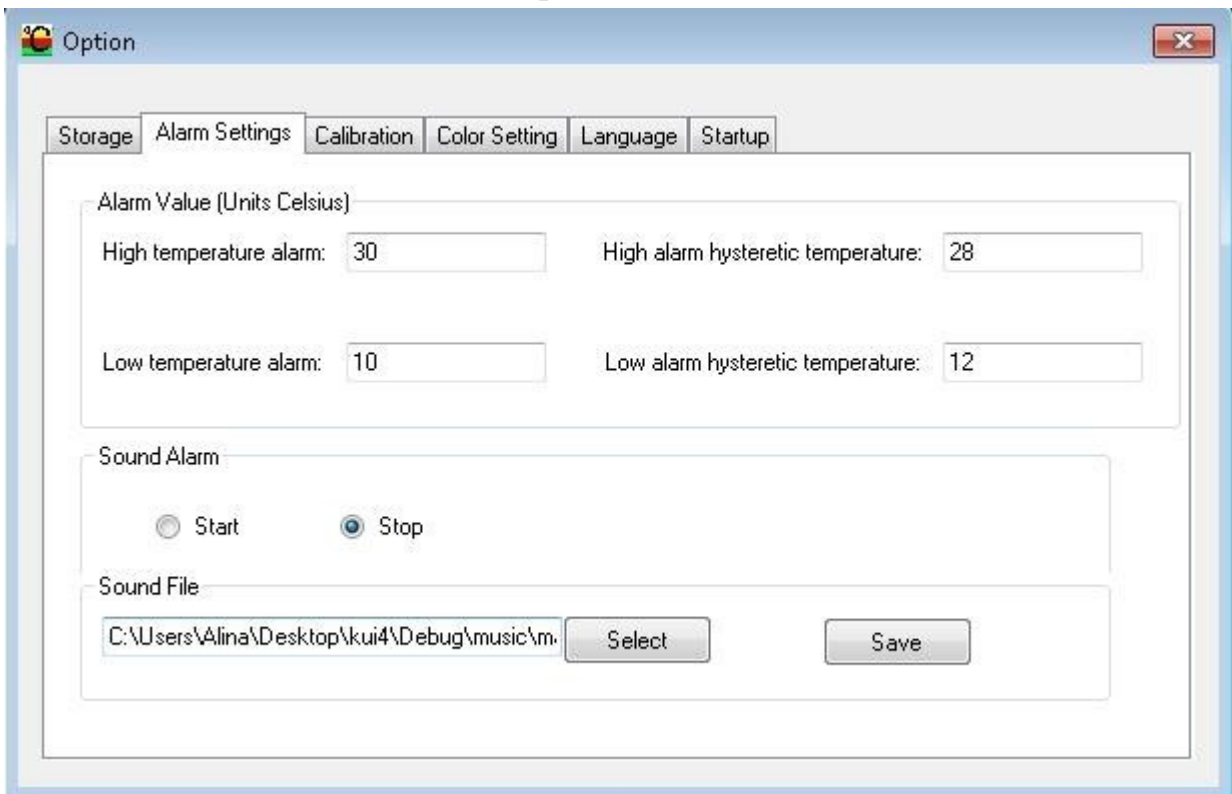 Option
Storage Alarm Settings Calibration Color Setting Language Startup
Alarm Value (Units Celsius)
High temperature alarm: 30 High alarm hysteretic temperature: 28
Low temperature alarm: 10 Low alarm hysteretic temperature: 12
Sound Alarm
Start Stop
Sound File
C:\Users\Alina\Desktop\kui4\Debug\music\m Select Save